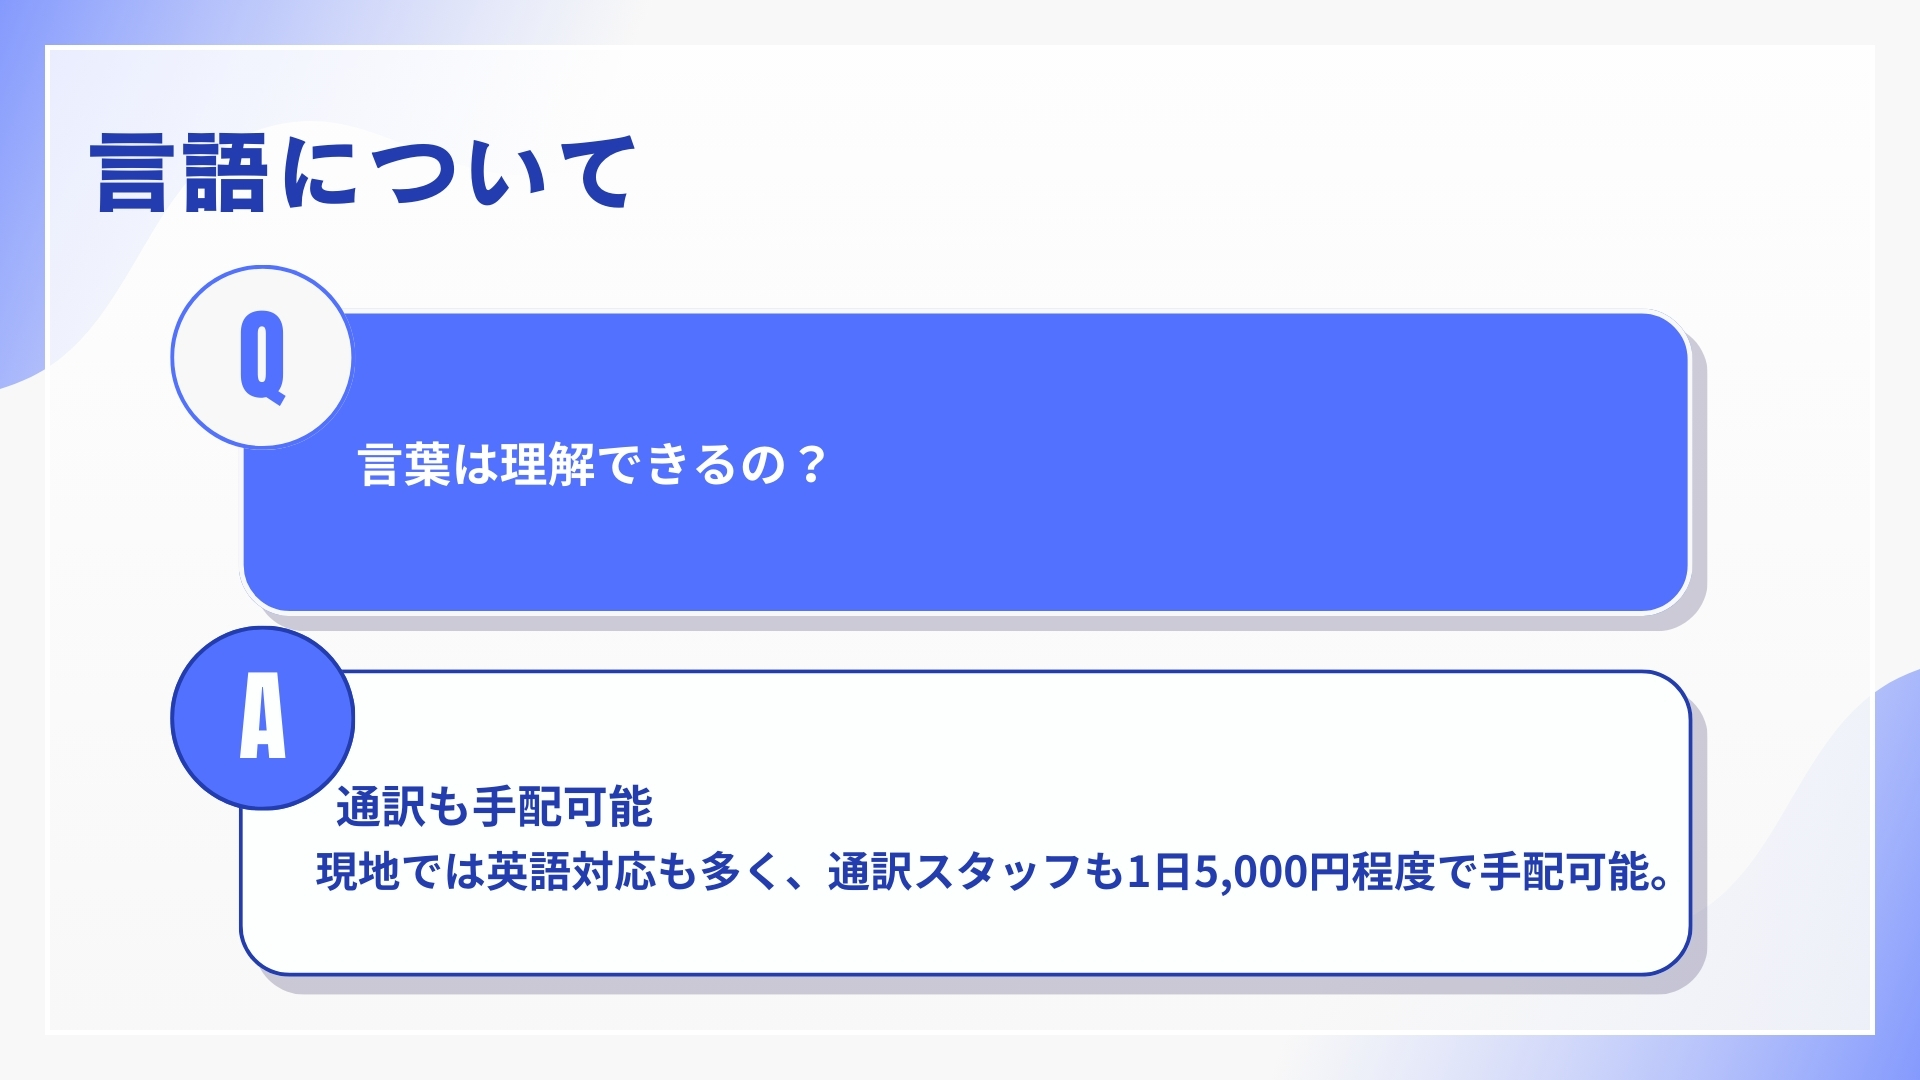 言語について
Q
言葉は理解できるの？
A
通訳も手配可能
現地では英語対応も多く、通訳スタッフも1日5,000円程度で手配可能。